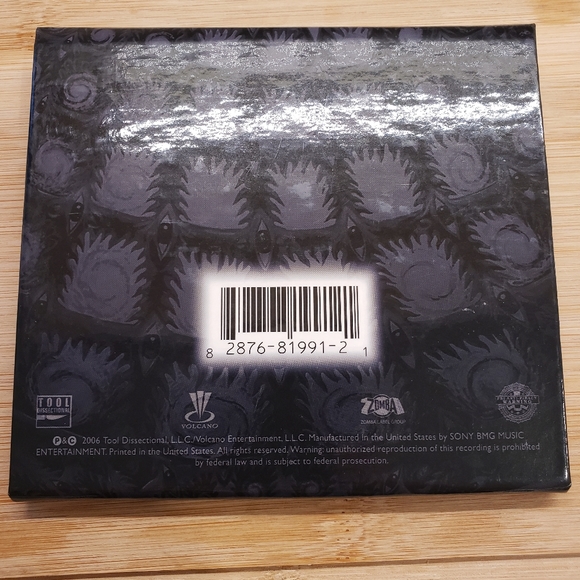 8 2876-81991-2 1
TOOL
DISSECTIONAL
VOLCANO
ZOMBA
ZOMBA LABEL GROUP
WARNING
℗&© 2006 Tool Dissectional, L.L.C./Volcano Entertainment, L.L.C. Manufactured in the United States by SONY BMG MUSIC
ENTERTAINMENT. Printed in the United States. All rights reserved. Warning: unauthorized reproduction of this recording is prohibited
by federal law and is subject to federal prosecution.